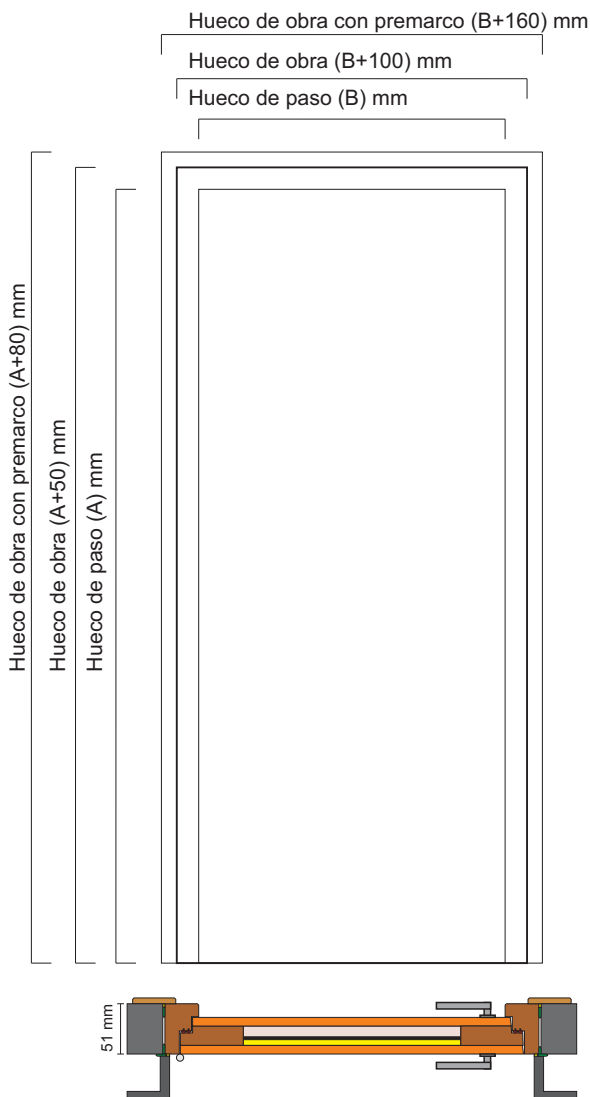 Hueco de obra con premarco (B+160) mm
Hueco de obra (B+100) mm
Hueco de paso (B) mm
Hueco de obra con premarco (A+80) mm
Hueco de obra (A+50) mm
Hueco de paso (A) mm
51 mm